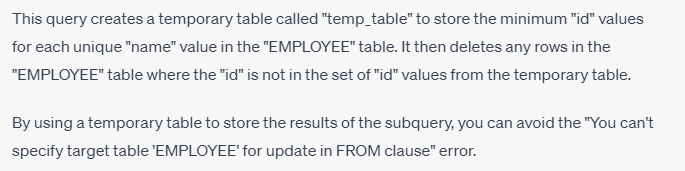 This query creates a temporary table called "temp_table" to store the minimum "id" values
for each unique "name" value in the "EMPLOYEE" table. It then deletes any rows in the
"EMPLOYEE" table where the "id" is not in the set of "id" values from the temporary table.
By using a temporary table to store the results of the subquery, you can avoid the "You can't
specify target table 'EMPLOYEE' for update in FROM clause" error.